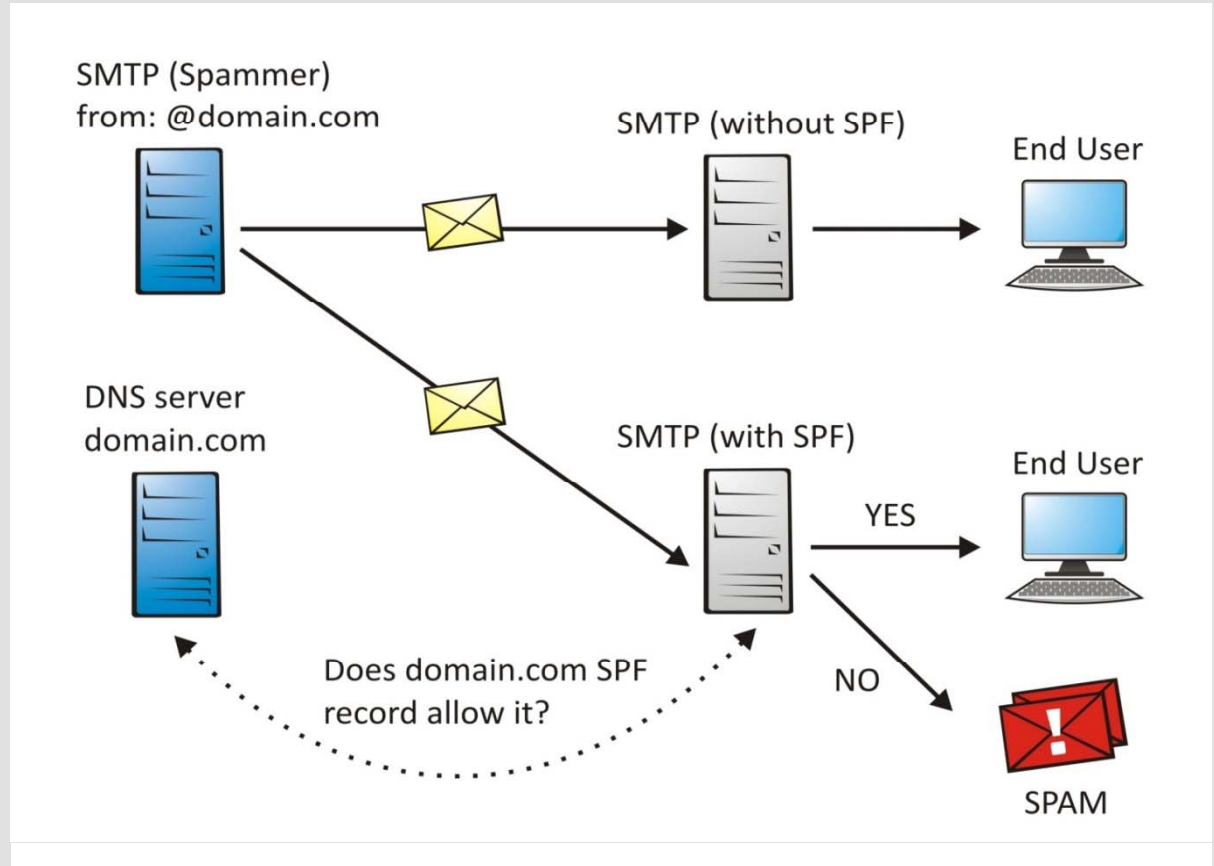 SMTP (Spammer)
from: @domain.com
SMTP (without SPF)
End User
DNS server
domain.com
SMTP (with SPF)
End User
YES
Does domain.com SPF
record allow it?
NO
!
SPAM